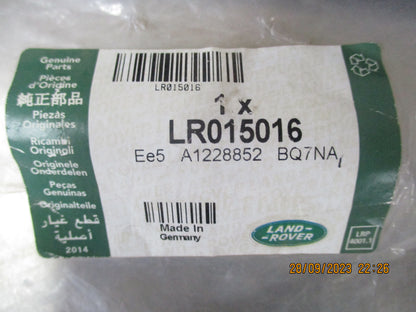 Genuine
Parts
Pièces
d'Origine
純正部品
Piezas
Originales
Ricambi
Originali
Originele
Onderdelen
Peças
Genuinas
Originalteile
قطع غيار
أصلية
2014
LR015016
1 x
LR015016
Ee5 A1228852 BQ7NA,
Made In
Germany
LAND-
-ROVER
LRP
4001.1
29/09/2023 22:26